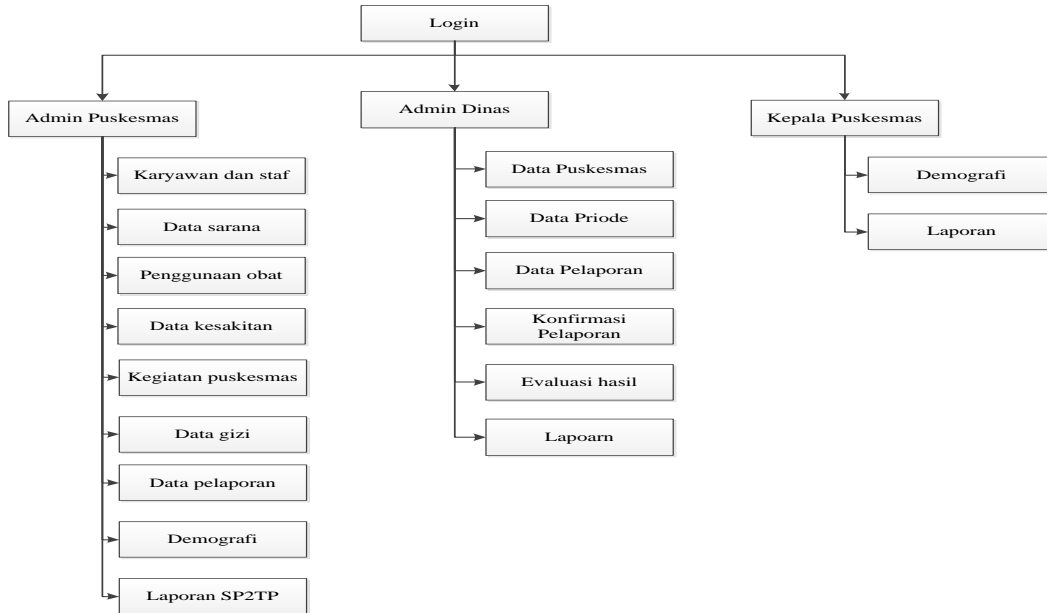 Login
Admin Puskesmas
Karyawan dan staf
Data sarana
Penggunaan obat
Data kesakitan
Kegiatan puskesmas
Data gizi
Data pelaporan
Demografi
Laporan SP2TP
Admin Dinas
Data Puskesmas
Data Priode
Data Pelaporan
Konfirmasi
Pelaporan
Evaluasi hasil
Lapoarn
Kepala Puskesmas
Demografi
Laporan